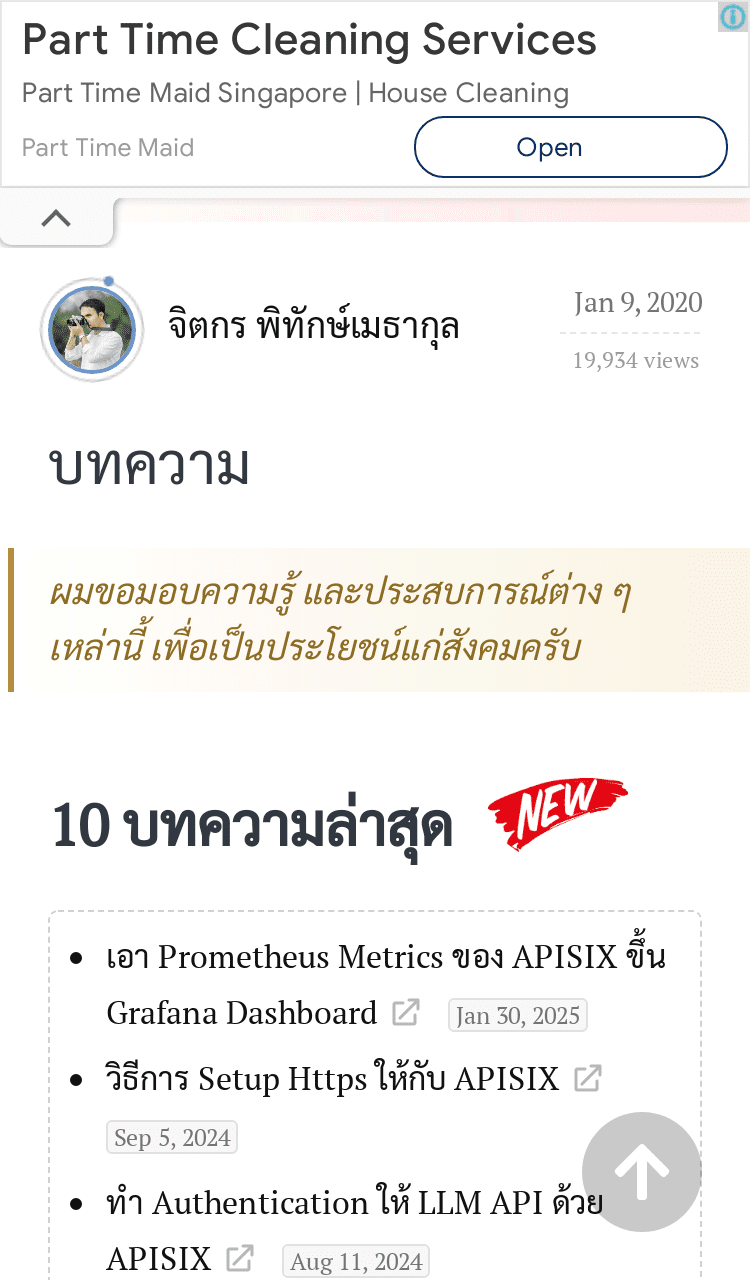 Part Time Cleaning Services
Part Time Maid Singapore | House Cleaning
Part Time Maid
Open
จิตกร พิทักษ์เมธากุล
Jan 9, 2020
19,934 views
บทความ
ผมขอมอบความรู้ และประสบการณ์ต่าง ๆ
เหล่านี้ เพื่อเป็นประโยชน์แก่สังคมครับ
10 บทความล่าสุด NEW
เอา Prometheus Metrics ของ APISIX ขึ้น
Grafana Dashboard Jan 30, 2025
วิธีการ Setup Https ให้กับ APISIX
Sep 5, 2024
ทำ Authentication ให้ LLM API ด้วย
APISIX Aug 11, 2024